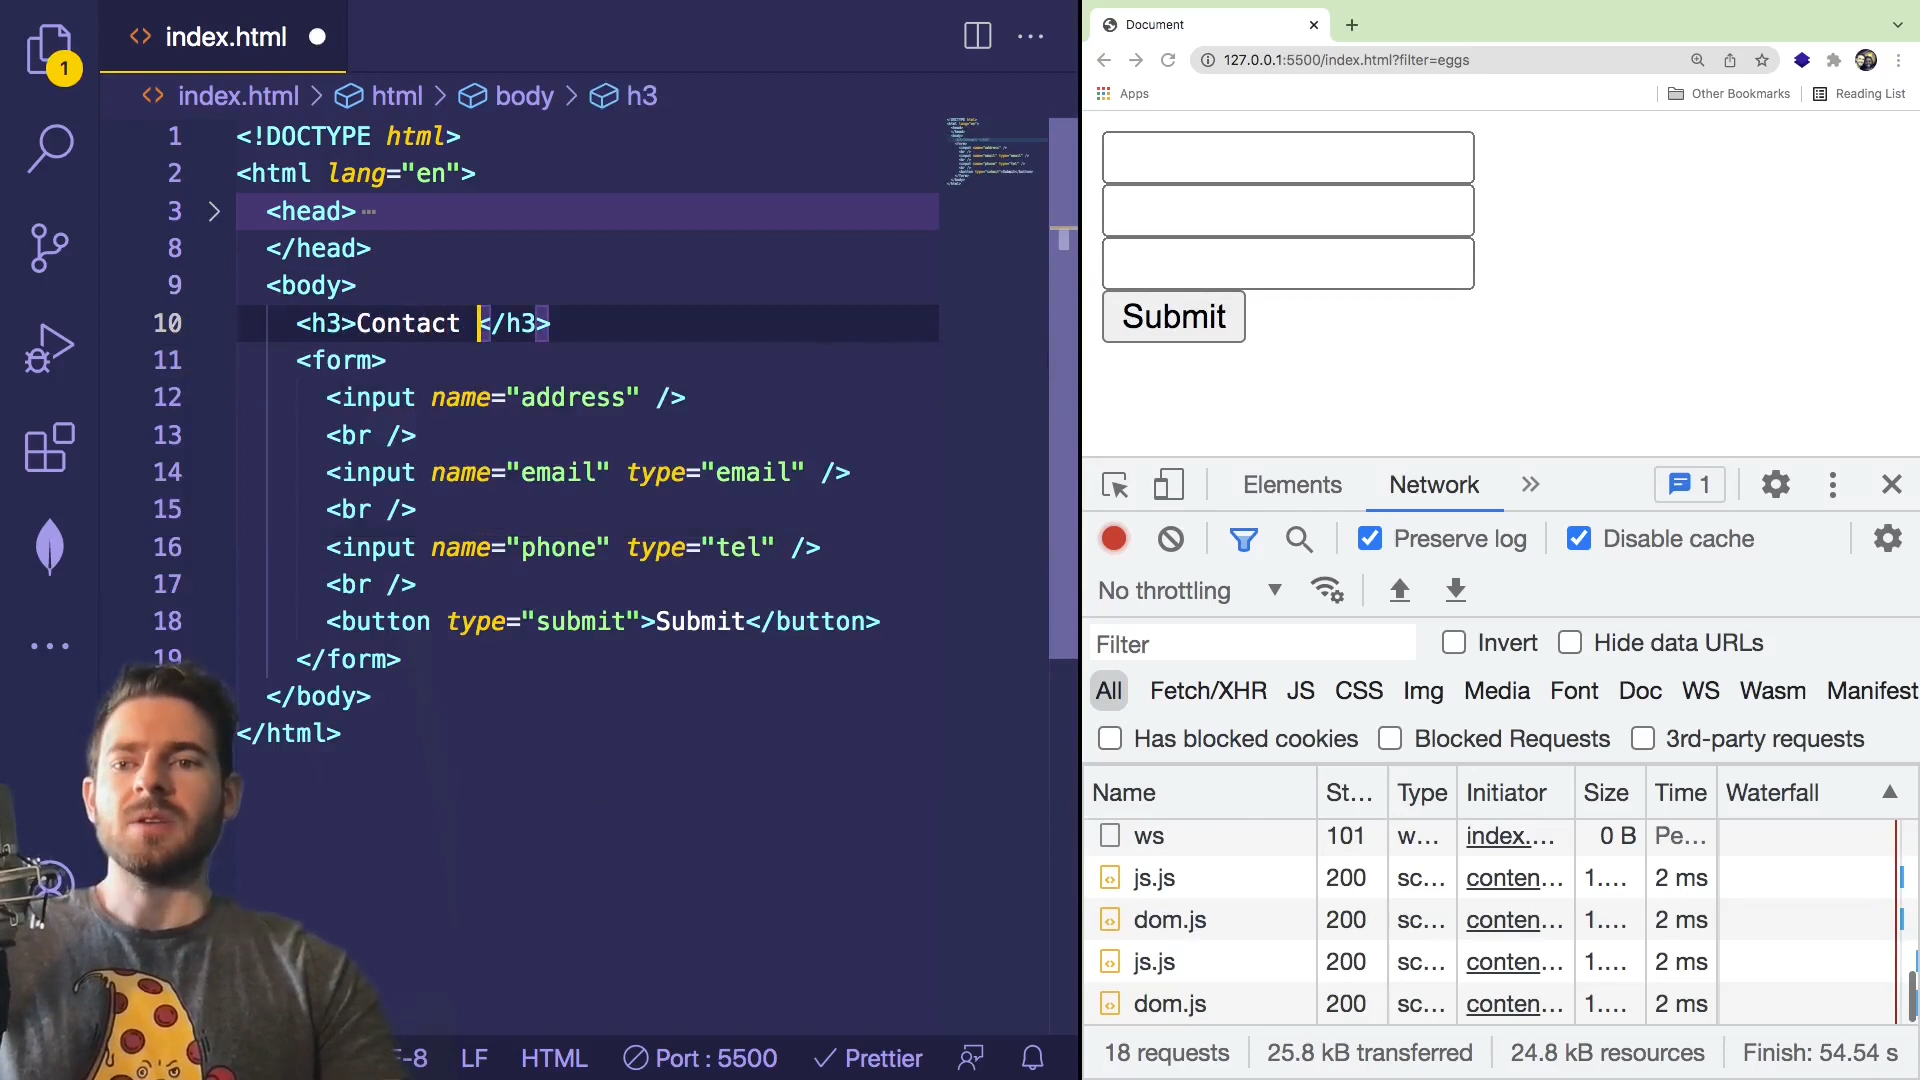 index.html
1
index.html > html > body > h3
1 <!DOCTYPE html>
2 <html lang="en">
3 <head>
8 </head>
9 <body>
10 <h3>Contact </h3>
11 <form>
12 <input name="address" />
13 <br />
14 <input name="email" type="email" />
15 <br />
16 <input name="phone" type="tel" />
17 <br />
18 <button type="submit">Submit</button>
19 </form>
</body>
</html>
-8 LF HTML Port : 5500 Prettier
Document
127.0.0.1:5500/index.html?filter=eggs
Apps Other Bookmarks Reading List
Submit
Elements Network 1
Preserve log Disable cache
No throttling
Filter Invert Hide data URLs
All Fetch/XHR JS CSS Img Media Font Doc WS Wasm Manifest
Has blocked cookies Blocked Requests 3rd-party requests
Name St... Type Initiator Size Time Waterfall
ws 101 w... index.... 0 B Pe...
js.js 200 sc... conten... 1.... 2 ms
dom.js 200 sc... conten... 1.... 2 ms
js.js 200 sc... conten... 1.... 2 ms
dom.js 200 sc... conten... 1.... 2 ms
18 requests 25.8 kB transferred 24.8 kB resources Finish: 54.54 s